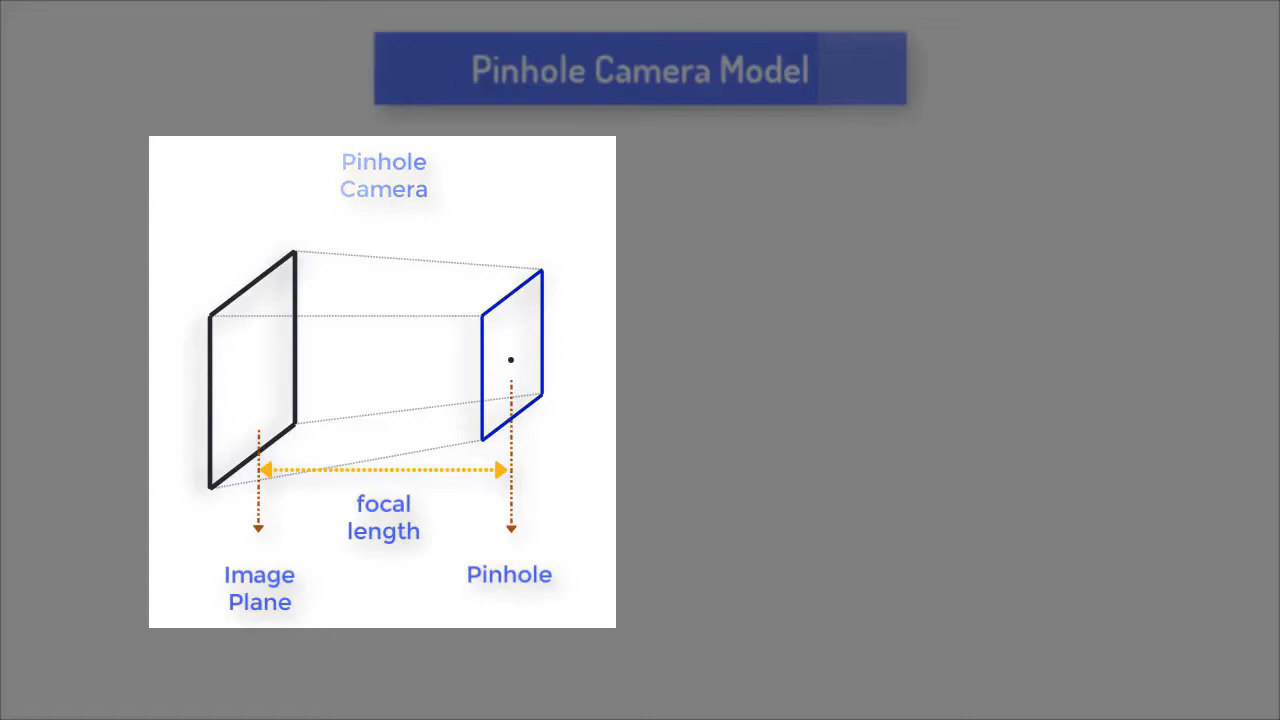 Pinhole Camera Model
Pinhole
Camera
focal
length
Image
Plane
Pinhole